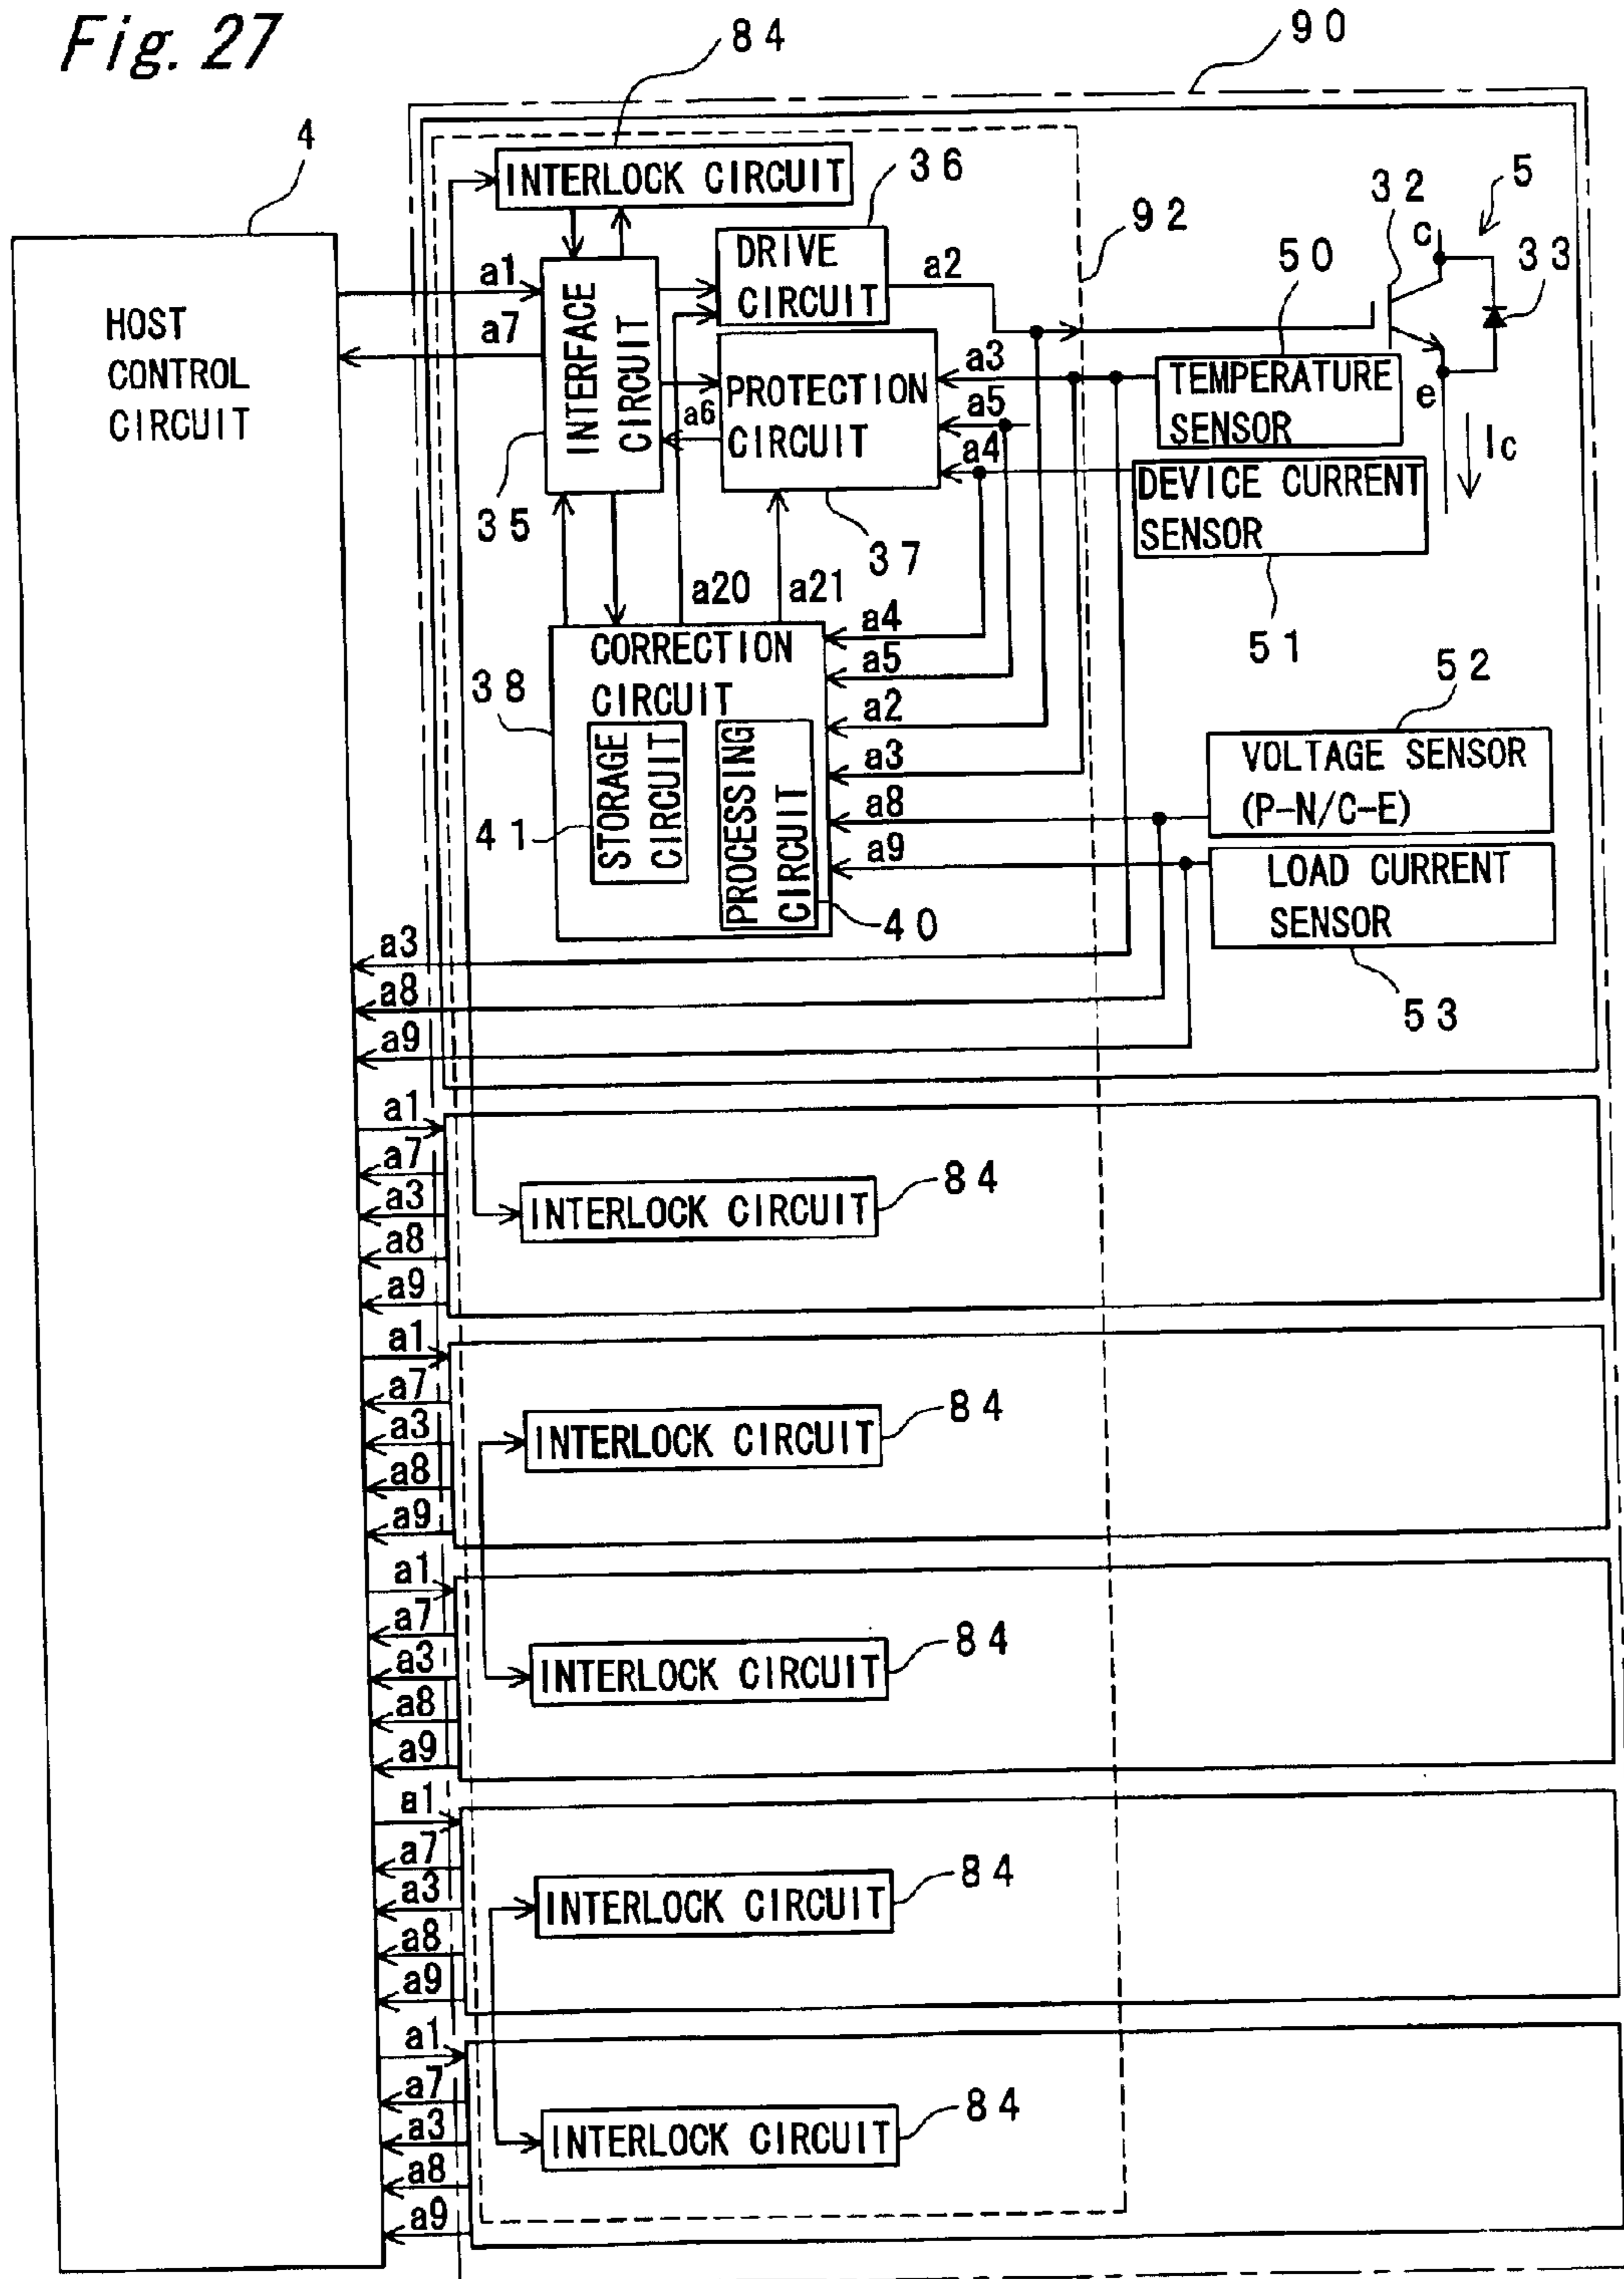 Fig. 27
84
90
4
INTERLOCK CIRCUIT
36
92
32
5
50
33
c
HOST
CONTROL
CIRCUIT
a1
a7
INTERFACE
CIRCUIT
35
DRIVE
CIRCUIT
a2
a6
PROTECTION
CIRCUIT
37
a3
a5
a4
TEMPERATURE
SENSOR
e
Ic
DEVICE CURRENT
SENSOR
51
a20
a21
38
CORRECTION
CIRCUIT
STORAGE
CIRCUIT
41
PROCESSING
CIRCUIT
40
a4
a5
a2
a3
a8
a9
52
VOLTAGE SENSOR
(P-N/C-E)
LOAD CURRENT
SENSOR
53
a3
a8
a9
a1
a7
a3
a8
a9
INTERLOCK CIRCUIT
84
a1
a7
a3
a8
a9
INTERLOCK CIRCUIT
84
a1
a7
a3
a8
a9
INTERLOCK CIRCUIT
84
a1
a7
a3
a8
a9
INTERLOCK CIRCUIT
84
a1
a7
a3
a8
a9
INTERLOCK CIRCUIT
84